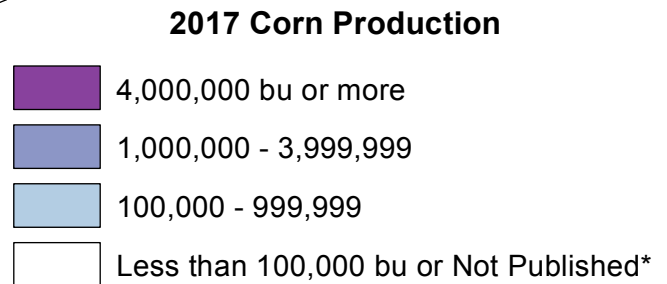 2017 Corn Production
4,000,000 bu or more
1,000,000 - 3,999,999
100,000 - 999,999
Less than 100,000 bu or Not Published*